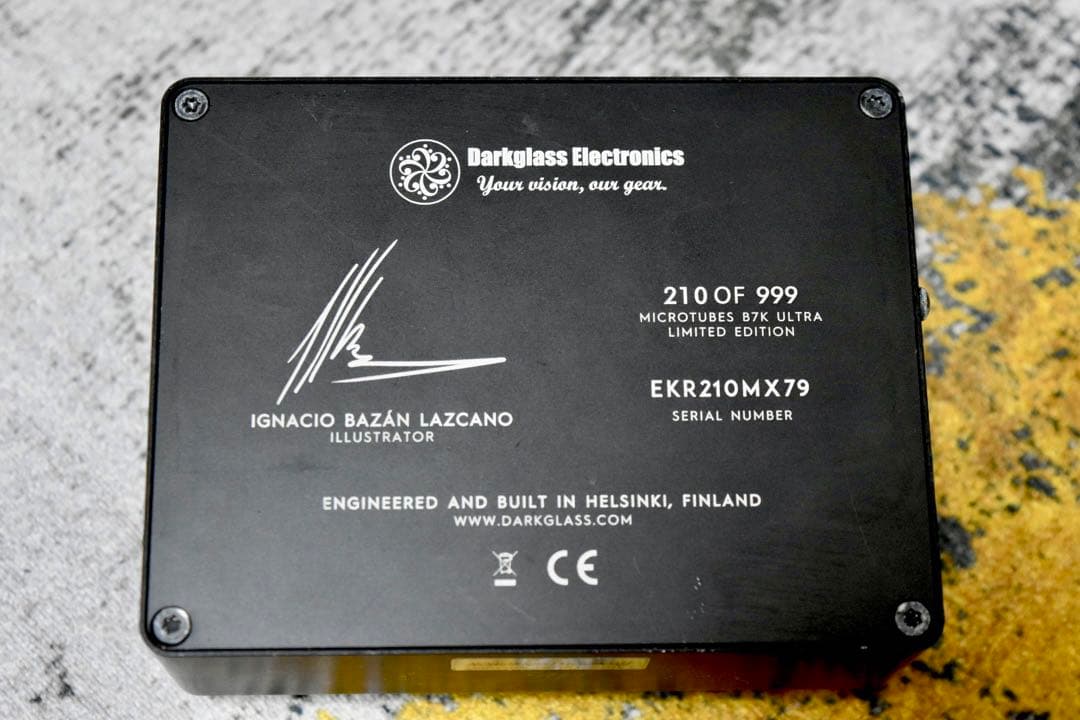 Darkglass Electronics
Your vision, our gear.
210 OF 999
MICROTUBES B7K ULTRA
LIMITED EDITION
EKR210MX79
SERIAL NUMBER
IGNACIO BAZÁN LAZCANO
ILLUSTRATOR
ENGINEERED AND BUILT IN HELSINKI, FINLAND
WWW.DARKGLASS.COM
CE